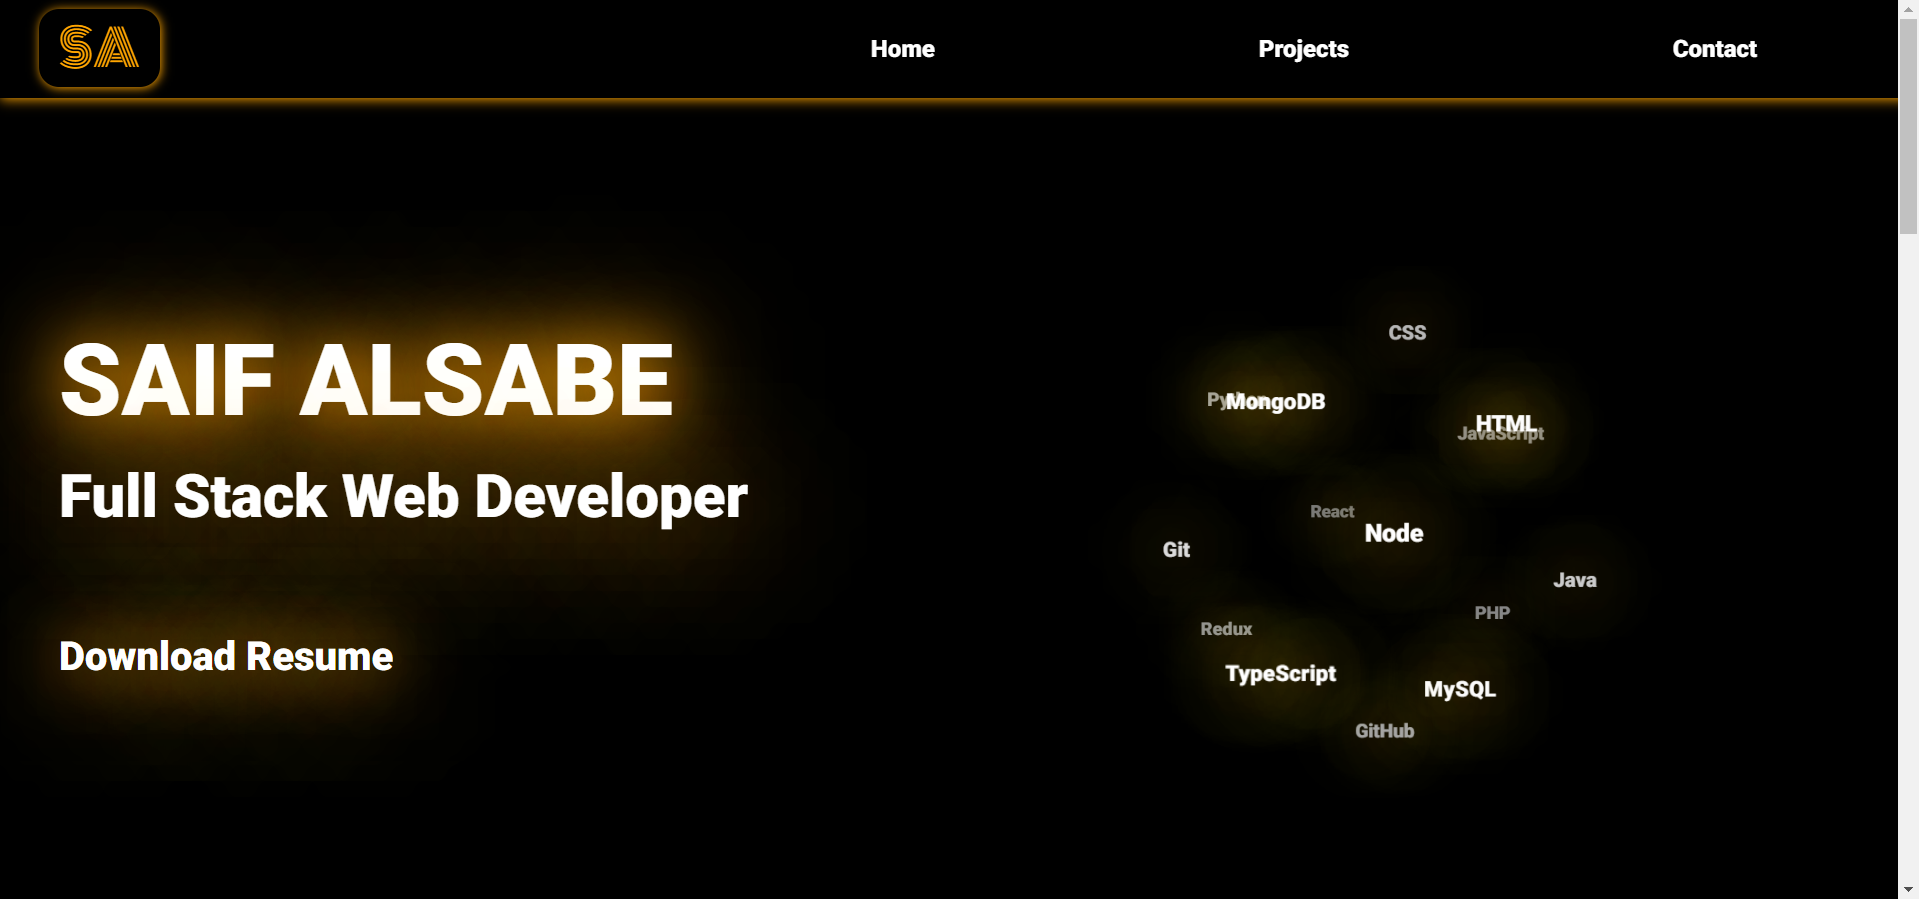 SA
Home Projects Contact
SAIF ALSABE
Full Stack Web Developer
Download Resume
CSS
Python MongoDB
HTML
JavaScript
React
Node
Git
Java
PHP
Redux
TypeScript
MySQL
GitHub